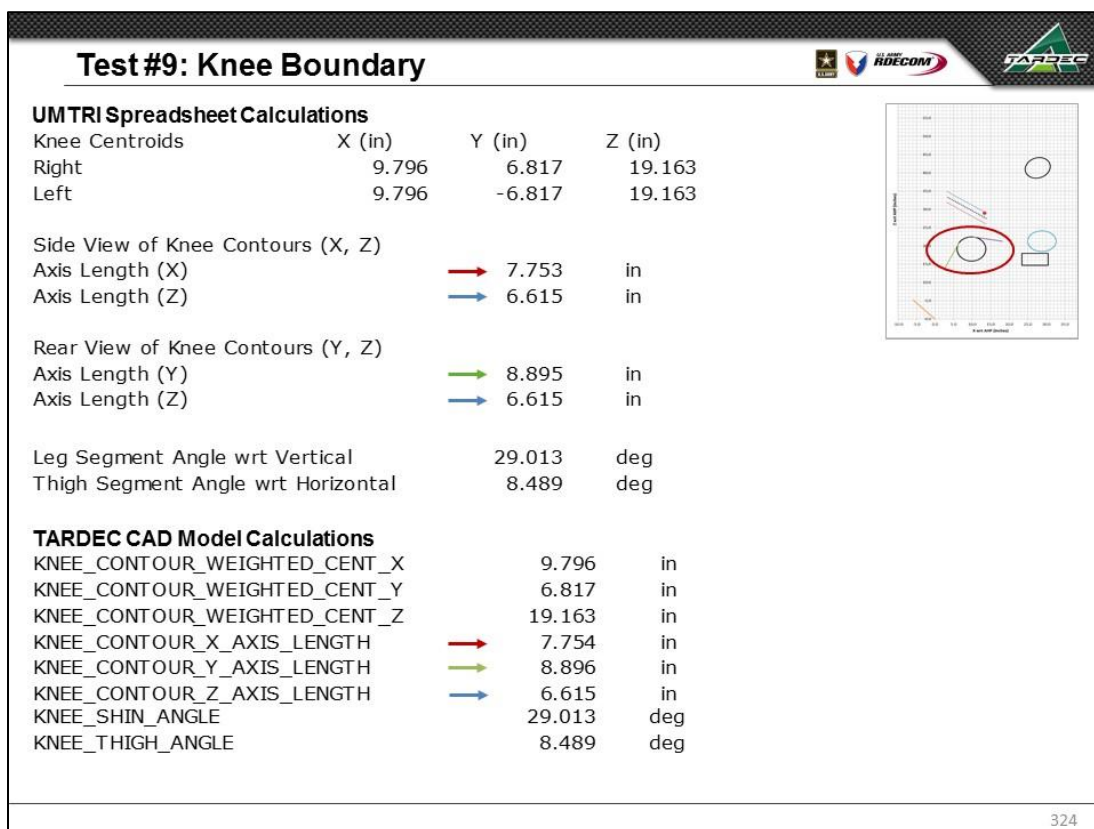 Test #9: Knee Boundary
U.S. ARMY
RDECOM
TARDEC
UMTRI Spreadsheet Calculations
Knee Centroids X (in) Y (in) Z (in)
Right 9.796 6.817 19.163
Left 9.796 -6.817 19.163
Side View of Knee Contours (X, Z)
Axis Length (X) 7.753 in
Axis Length (Z) 6.615 in
Rear View of Knee Contours (Y, Z)
Axis Length (Y) 8.895 in
Axis Length (Z) 6.615 in
Leg Segment Angle wrt Vertical 29.013 deg
Thigh Segment Angle wrt Horizontal 8.489 deg
TARDEC CAD Model Calculations
KNEE_CONTOUR_WEIGHTED_CENT_X 9.796 in
KNEE_CONTOUR_WEIGHTED_CENT_Y 6.817 in
KNEE_CONTOUR_WEIGHTED_CENT_Z 19.163 in
KNEE_CONTOUR_X_AXIS_LENGTH 7.754 in
KNEE_CONTOUR_Y_AXIS_LENGTH 8.896 in
KNEE_CONTOUR_Z_AXIS_LENGTH 6.615 in
KNEE_SHIN_ANGLE 29.013 deg
KNEE_THIGH_ANGLE 8.489 deg
324